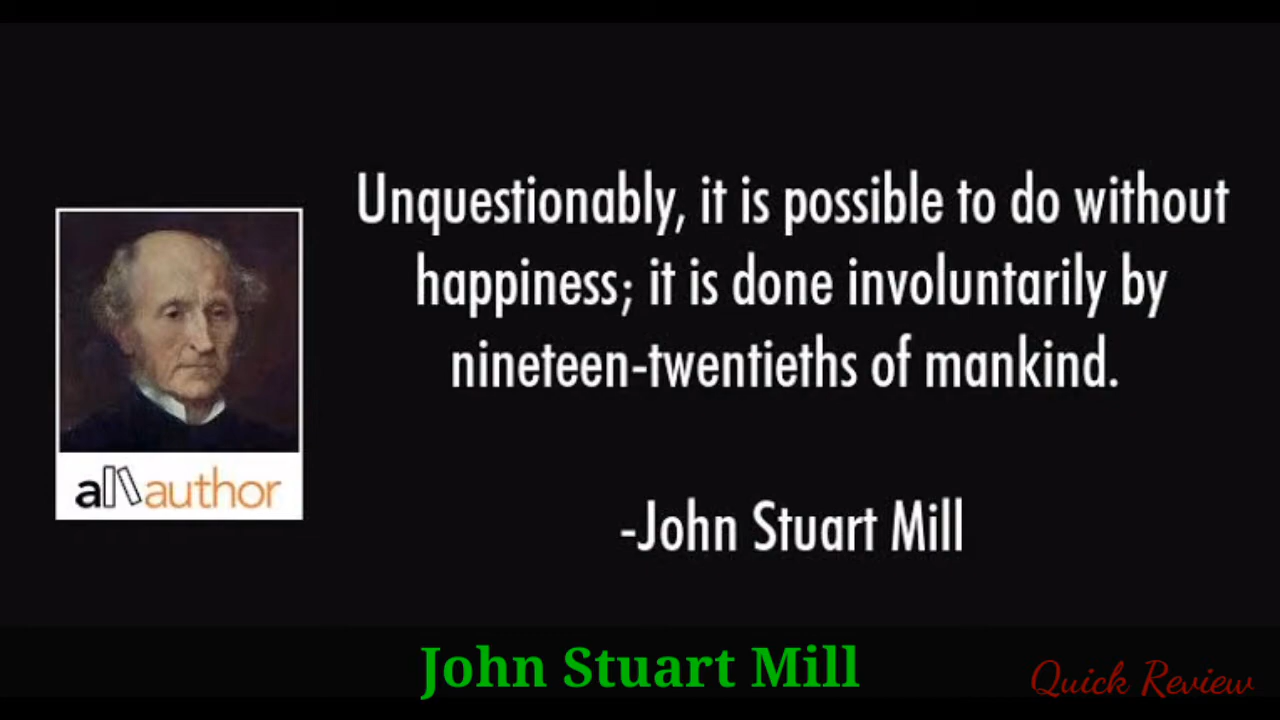 Unquestionably, it is possible to do without
happiness; it is done involuntarily by
nineteen-twentieths of mankind.
allauthor
-John Stuart Mill
John Stuart Mill
Quick Review